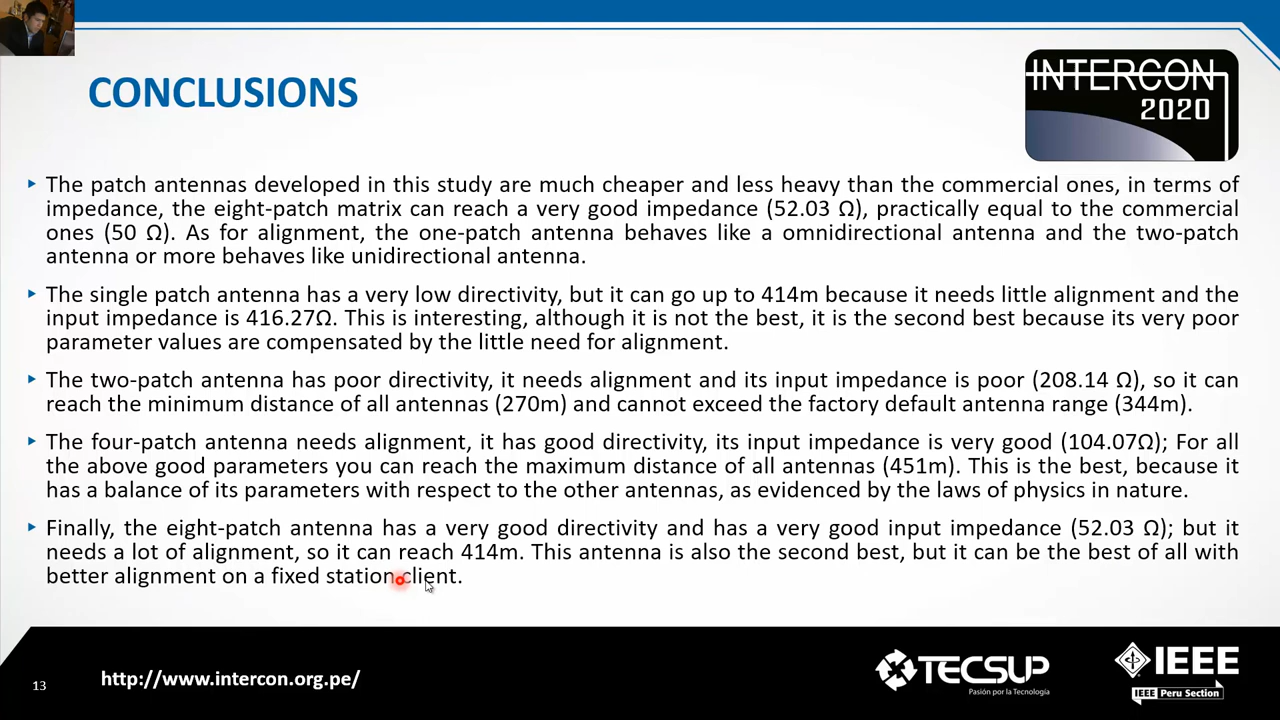 CONCLUSIONS
INTERCON
2020
The patch antennas developed in this study are much cheaper and less heavy than the commercial ones, in terms of
impedance, the eight-patch matrix can reach a very good impedance (52.03 Ω), practically equal to the commercial
ones (50 Ω). As for alignment, the one-patch antenna behaves like a omnidirectional antenna and the two-patch
antenna or more behaves like unidirectional antenna.
The single patch antenna has a very low directivity, but it can go up to 414m because it needs little alignment and the
input impedance is 416.27Ω. This is interesting, although it is not the best, it is the second best because its very poor
parameter values are compensated by the little need for alignment.
The two-patch antenna has poor directivity, it needs alignment and its input impedance is poor (208.14 Ω), so it can
reach the minimum distance of all antennas (270m) and cannot exceed the factory default antenna range (344m).
The four-patch antenna needs alignment, it has good directivity, its input impedance is very good (104.07Ω); For all
the above good parameters you can reach the maximum distance of all antennas (451m). This is the best, because it
has a balance of its parameters with respect to the other antennas, as evidenced by the laws of physics in nature.
Finally, the eight-patch antenna has a very good directivity and has a very good input impedance (52.03 Ω); but it
needs a lot of alignment, so it can reach 414m. This antenna is also the second best, but it can be the best of all with
better alignment on a fixed station client.
13
http://www.intercon.org.pe/
TECSUP
Pasión por la Tecnología
IEEE
IEEE Peru Section